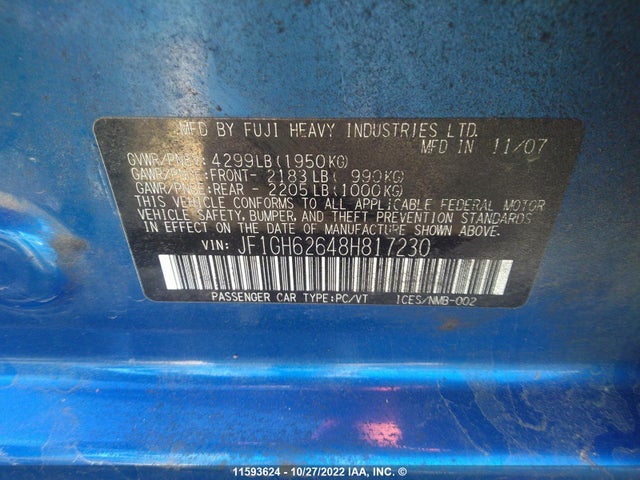 MFD BY FUJI HEAVY INDUSTRIES LTD.
MFD IN 11/07
GVWR/PNBV: 4299LB(1950KG)
GAWR/PNBE:FRONT- 2183LB( 990KG)
GAWR/PNBE:REAR - 2205LB(1000KG)
THIS VEHICLE CONFORMS TO ALL APPLICABLE FEDERAL MOTOR
VEHICLE SAFETY, BUMPER, AND THEFT PREVENTION STANDARDS
IN EFFECT ON THE DATE OF MANUFACTURE SHOWN ABOVE.
VIN: JF1GH62648H817230
PASSENGER CAR TYPE:PC/VT ICES/NMB-002
11593624 - 10/27/2022 IAA, INC. ©